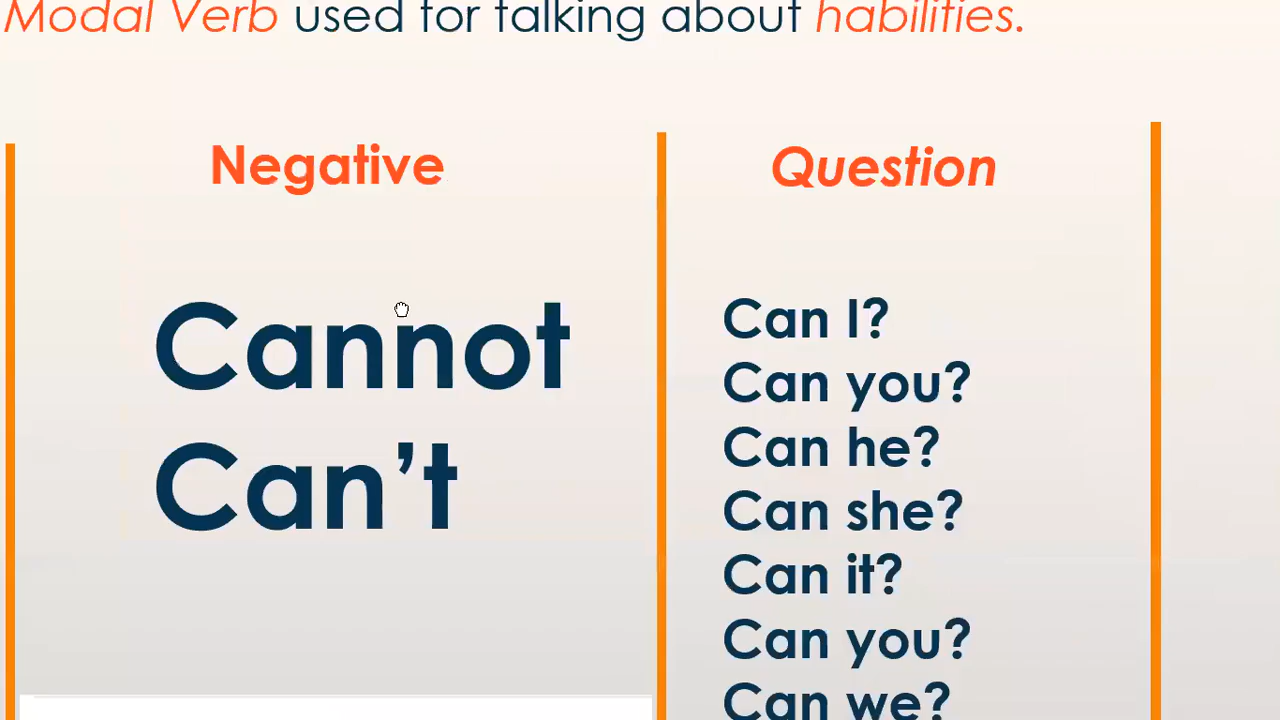 Modal Verb used for talking about habilities.
Negative
Question
Cannot
Can't
Can I?
Can you?
Can he?
Can she?
Can it?
Can you?
Can we?